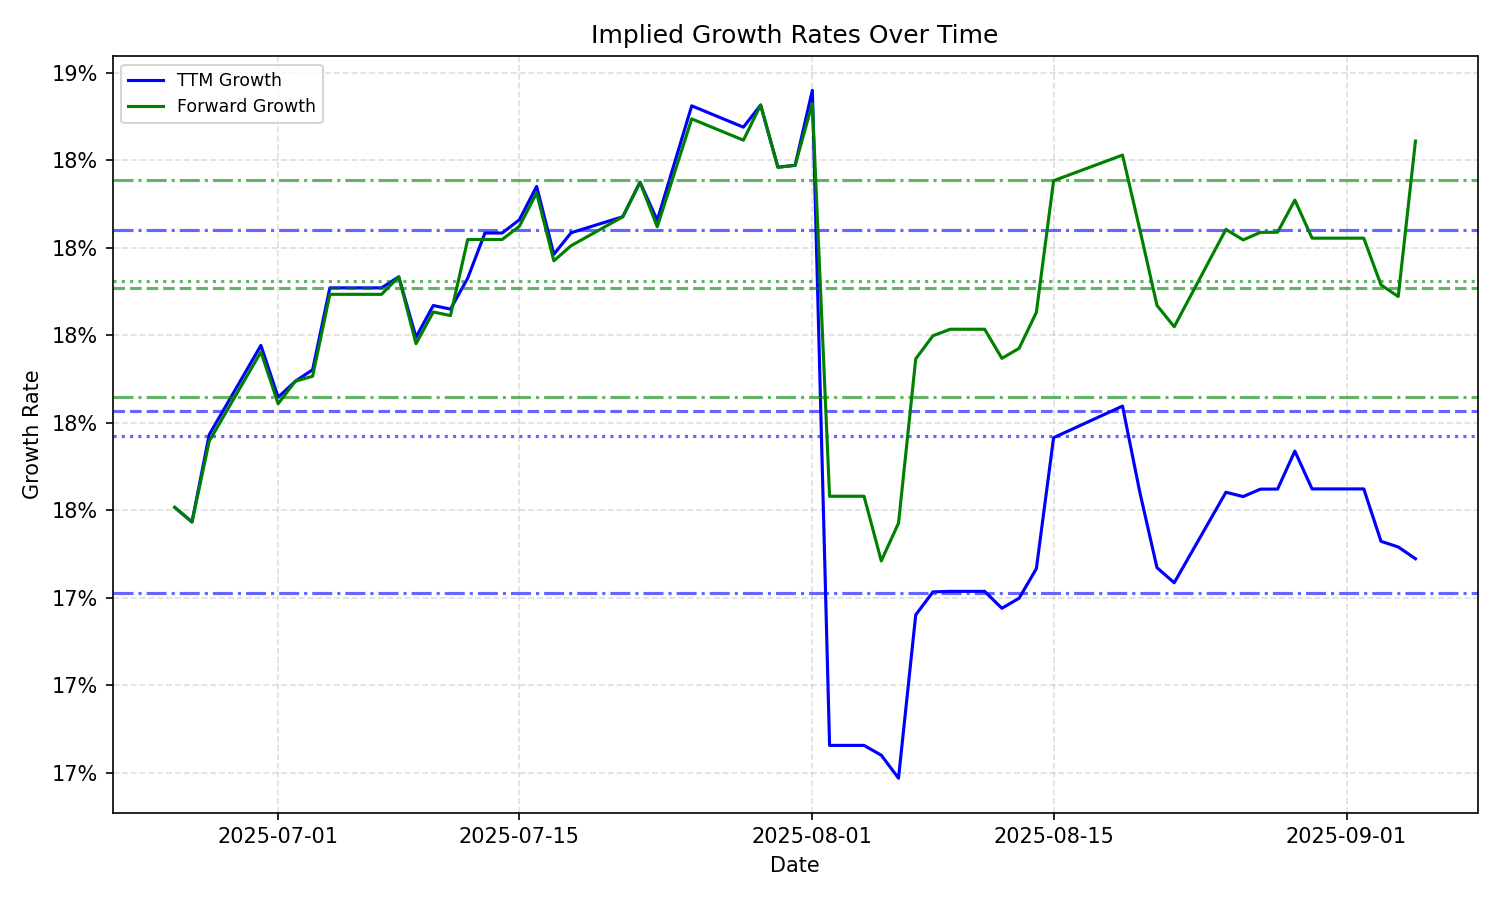 Implied Growth Rates Over Time
TTM Growth
Forward Growth
19%
18%
18%
18%
18%
18%
17%
17%
17%
Growth Rate
2025-07-01
2025-07-15
2025-08-01
2025-08-15
2025-09-01
Date